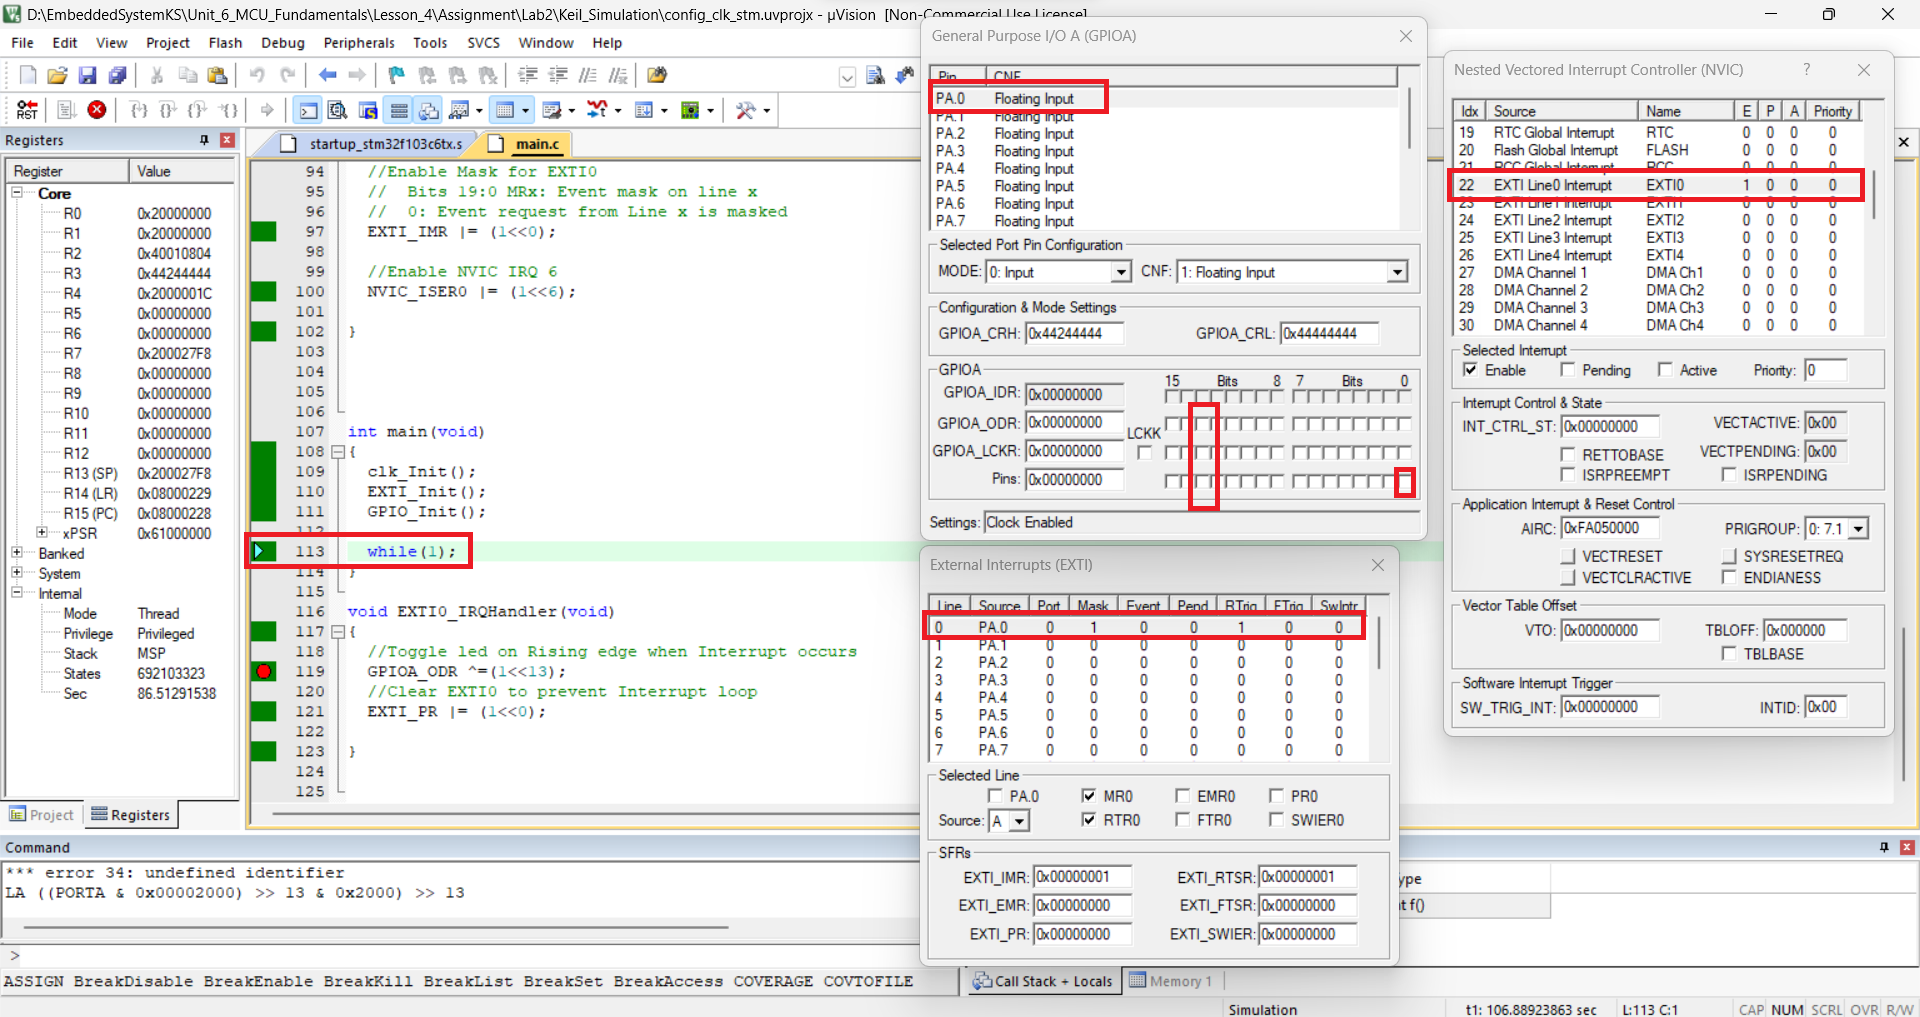 D:\EmbeddedSystemKS\Unit_6_MCU_Fundamentals\Lesson_4\Assignment\Lab2\Keil_Simulation\config_clk_stm.uvprojx - µVision [Non-Commercial Use License]
File Edit View Project Flash Debug Peripherals Tools SVCS Window Help
RST
Registers
Register Value
Core
R0 0x20000000
R1 0x20000000
R2 0x40010804
R3 0x44244444
R4 0x2000001C
R5 0x00000000
R6 0x00000000
R7 0x200027F8
R8 0x00000000
R9 0x00000000
R10 0x00000000
R11 0x00000000
R12 0x00000000
R13 (SP) 0x200027F8
R14 (LR) 0x08000229
R15 (PC) 0x08000228
xPSR 0x61000000
Banked
System
Internal
Mode Thread
Privilege Privileged
Stack MSP
States 692103323
Sec 86.51291538
Project Registers
startup_stm32f103c6tx.s main.c
94 //Enable Mask for EXTI0
95 // Bits 19:0 MRx: Event mask on line x
96 // 0: Event request from Line x is masked
97 EXTI_IMR |= (1<<0);
98
99 //Enable NVIC IRQ 6
100 NVIC_ISER0 |= (1<<6);
101
102 }
103
104
105
106
107 int main(void)
108 {
109 clk_Init();
110 EXTI_Init();
111 GPIO_Init();
112
113 while(1);
114 }
115
116 void EXTI0_IRQHandler(void)
117 {
118 //Toggle led on Rising edge when Interrupt occurs
119 GPIOA_ODR ^=(1<<13);
120 //Clear EXTI0 to prevent Interrupt loop
121 EXTI_PR |= (1<<0);
122
123 }
124
125
General Purpose I/O A (GPIOA)
Pin CNF
PA.0 Floating Input
PA.1 Floating Input
PA.2 Floating Input
PA.3 Floating Input
PA.4 Floating Input
PA.5 Floating Input
PA.6 Floating Input
PA.7 Floating Input
Selected Port Pin Configuration
MODE: 0: Input CNF: 1: Floating Input
Configuration & Mode Settings
GPIOA_CRH: 0x44244444 GPIOA_CRL: 0x44444444
GPIOA
15 Bits 8 7 Bits 0
GPIOA_IDR: 0x00000000
GPIOA_ODR: 0x00000000
LCKK
GPIOA_LCKR: 0x00000000
Pins: 0x00000000
Settings: Clock Enabled
External Interrupts (EXTI)
Line Source Port Mask Event Pend RTrig FTrig SwIntr
0 PA.0 0 1 0 0 1 0 0
1 PA.1 0 0 0 0 0 0 0
2 PA.2 0 0 0 0 0 0 0
3 PA.3 0 0 0 0 0 0 0
4 PA.4 0 0 0 0 0 0 0
5 PA.5 0 0 0 0 0 0 0
6 PA.6 0 0 0 0 0 0 0
7 PA.7 0 0 0 0 0 0 0
Selected Line
PA.0 MR0 EMR0 PR0
Source: A RTR0 FTR0 SWIER0
SFRs
EXTI_IMR: 0x00000001 EXTI_RTSR: 0x00000001
EXTI_EMR: 0x00000000 EXTI_FTSR: 0x00000000
EXTI_PR: 0x00000000 EXTI_SWIER: 0x00000000
Nested Vectored Interrupt Controller (NVIC) ?
Idx Source Name E P A Priority
19 RTC Global Interrupt RTC 0 0 0 0
20 Flash Global Interrupt FLASH 0 0 0 0
21 RCC Global Interrupt RCC 0 0 0 0
22 EXTI Line0 Interrupt EXTI0 1 0 0 0
23 EXTI Line1 Interrupt EXTI1 0 0 0 0
24 EXTI Line2 Interrupt EXTI2 0 0 0 0
25 EXTI Line3 Interrupt EXTI3 0 0 0 0
26 EXTI Line4 Interrupt EXTI4 0 0 0 0
27 DMA Channel 1 DMA Ch1 0 0 0 0
28 DMA Channel 2 DMA Ch2 0 0 0 0
29 DMA Channel 3 DMA Ch3 0 0 0 0
30 DMA Channel 4 DMA Ch4 0 0 0 0
Selected Interrupt
Enable Pending Active Priority: 0
Interrupt Control & State
INT_CTRL_ST: 0x00000000 VECTACTIVE: 0x00
RETTOBASE VECTPENDING: 0x00
ISRPREEMPT ISRPENDING
Application Interrupt & Reset Control
AIRC: 0xFA050000 PRIGROUP: 0: 7.1
VECTRESET SYSRESETREQ
VECTCLRACTIVE ENDIANESS
Vector Table Offset
VTO: 0x00000000 TBLOFF: 0x000000
TBLBASE
Software Interrupt Trigger
SW_TRIG_INT: 0x00000000 INTID: 0x00
Command
*** error 34: undefined identifier
LA ((PORTA & 0x00002000) >> 13 & 0x2000) >> 13
>
ASSIGN BreakDisable BreakEnable BreakKill BreakList BreakSet BreakAccess COVERAGE COVTOFILE
ype
t f()
Call Stack + Locals Memory 1
Simulation t1: 106.88923863 sec L:113 C:1 CAP NUM SCRL OVR R/W